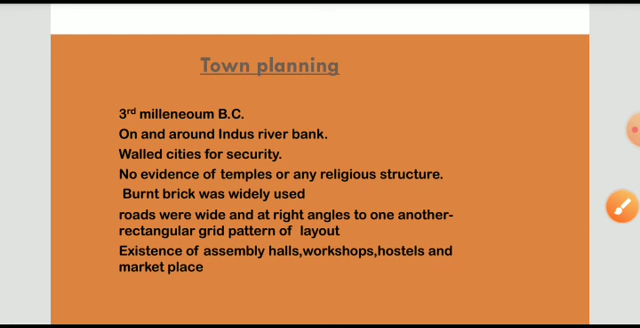 Town planning
3rd milleneoum B.C.
On and around Indus river bank.
Walled cities for security.
No evidence of temples or any religious structure.
Burnt brick was widely used
roads were wide and at right angles to one another-
rectangular grid pattern of layout
Existence of assembly halls,workshops,hostels and
market place